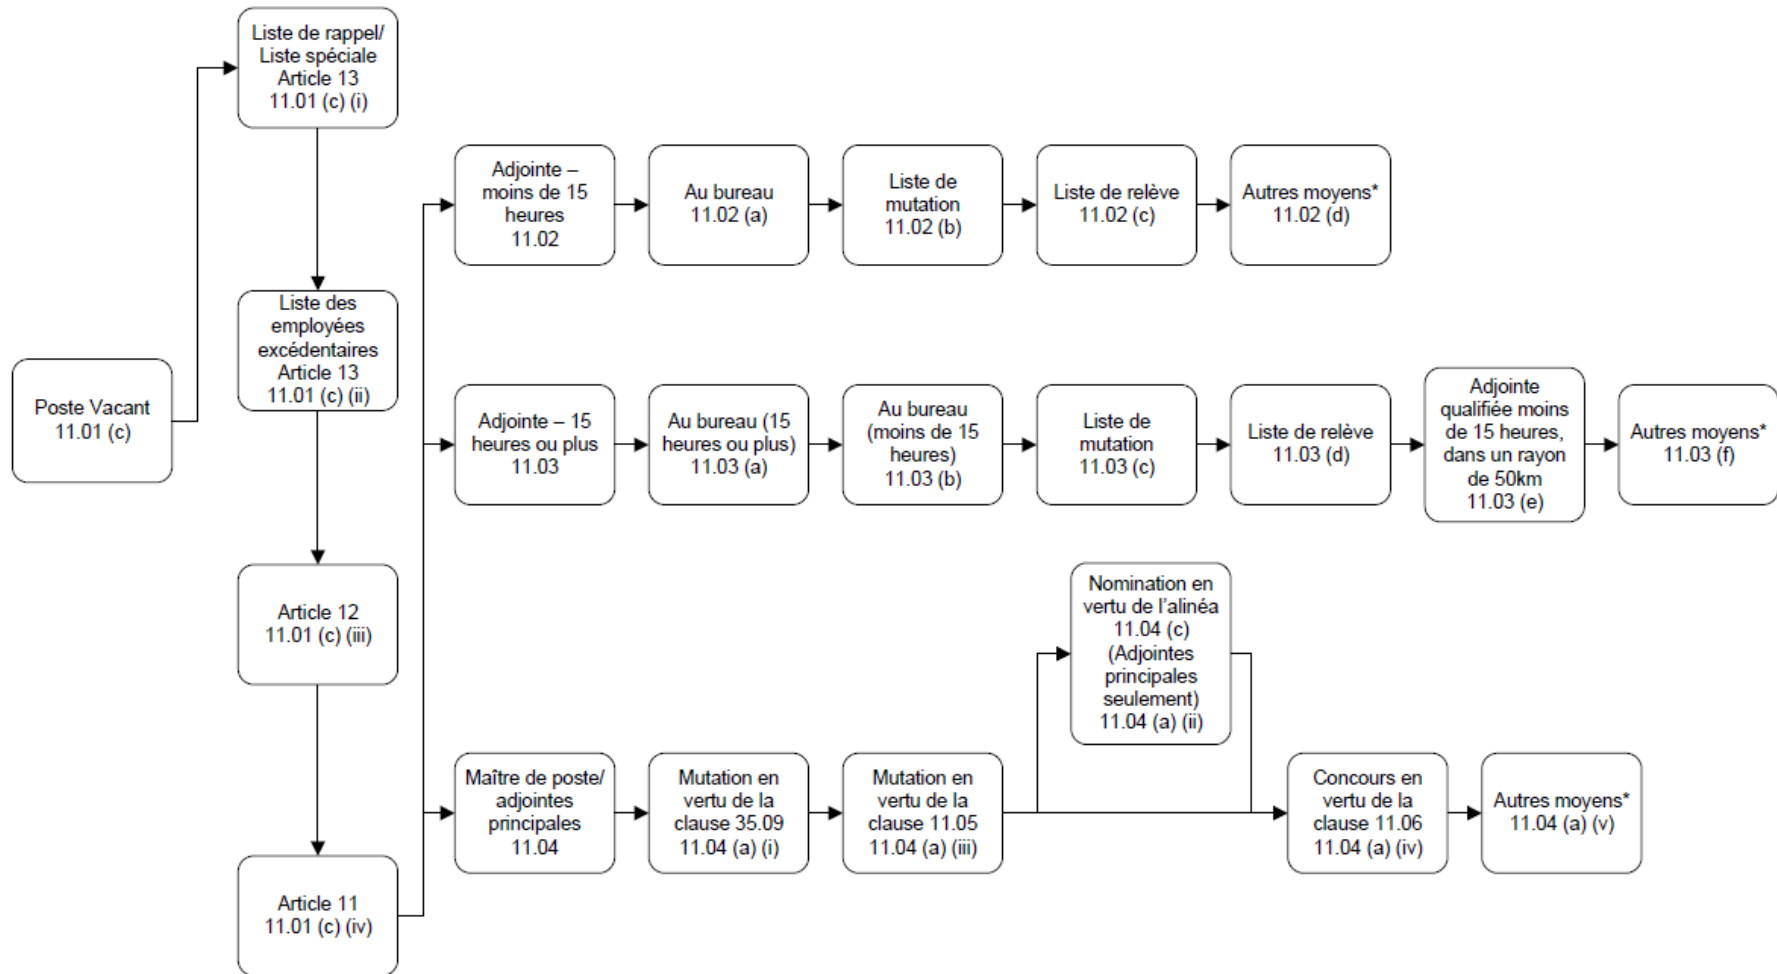 Liste de rappel/
Liste spéciale
Article 13
11.01 (c) (i)
Adjointe –
moins de 15
heures
11.02
Au bureau
11.02 (a)
Liste de
mutation
11.02 (b)
Liste de relève
11.02 (c)
Autres moyens*
11.02 (d)
Liste des
employées
excédentaires
Article 13
11.01 (c) (ii)
Poste Vacant
11.01 (c)
Adjointe – 15
heures ou plus
11.03
Au bureau (15
heures ou plus)
11.03 (a)
Au bureau
(moins de 15
heures)
11.03 (b)
Liste de
mutation
11.03 (c)
Liste de relève
11.03 (d)
Adjointe
qualifiée moins
de 15 heures,
dans un rayon
de 50km
11.03 (e)
Autres moyens*
11.03 (f)
Article 12
11.01 (c) (iii)
Nomination en
vertu de l'alinéa
11.04 (c)
(Adjointes
principales
seulement)
11.04 (a) (ii)
Maître de poste/
adjointes
principales
11.04
Mutation en
vertu de la
clause 35.09
11.04 (a) (i)
Mutation en
vertu de la
clause 11.05
11.04 (a) (iii)
Concours en
vertu de la
clause 11.06
11.04 (a) (iv)
Autres moyens*
11.04 (a) (v)
Article 11
11.01 (c) (iv)